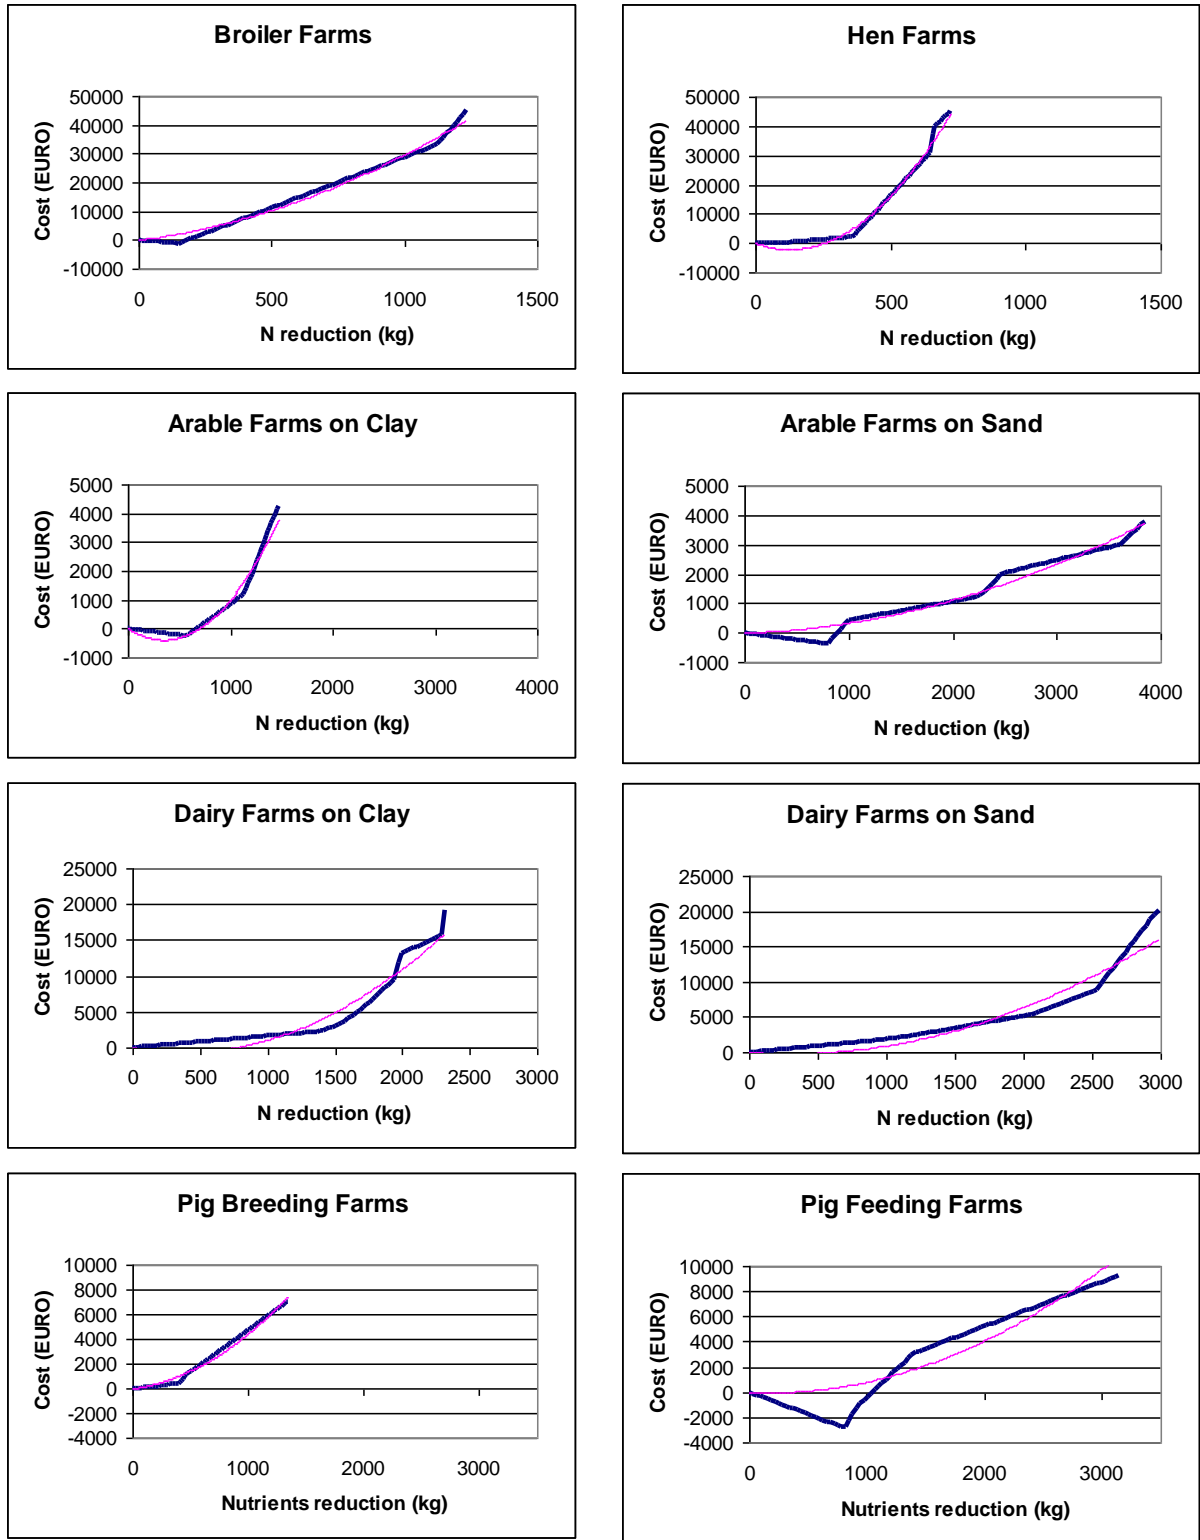 Broiler Farms
50000
40000
30000
20000
10000
0
-10000
Cost (EURO)
0 500 1000 1500
N reduction (kg)
Hen Farms
50000
40000
30000
20000
10000
0
-10000
Cost (EURO)
0 500 1000 1500
N reduction (kg)
Arable Farms on Clay
5000
4000
3000
2000
1000
0
-1000
Cost (EURO)
0 1000 2000 3000 4000
N reduction (kg)
Arable Farms on Sand
5000
4000
3000
2000
1000
0
-1000
Cost (EURO)
0 1000 2000 3000 4000
N reduction (kg)
Dairy Farms on Clay
25000
20000
15000
10000
5000
0
Cost (EURO)
0 500 1000 1500 2000 2500 3000
N reduction (kg)
Dairy Farms on Sand
25000
20000
15000
10000
5000
0
Cost (EURO)
0 500 1000 1500 2000 2500 3000
N reduction (kg)
Pig Breeding Farms
10000
8000
6000
4000
2000
0
-2000
-4000
Cost (EURO)
0 1000 2000 3000
Nutrients reduction (kg)
Pig Feeding Farms
10000
8000
6000
4000
2000
0
-2000
-4000
Cost (EURO)
0 1000 2000 3000
Nutrients reduction (kg)